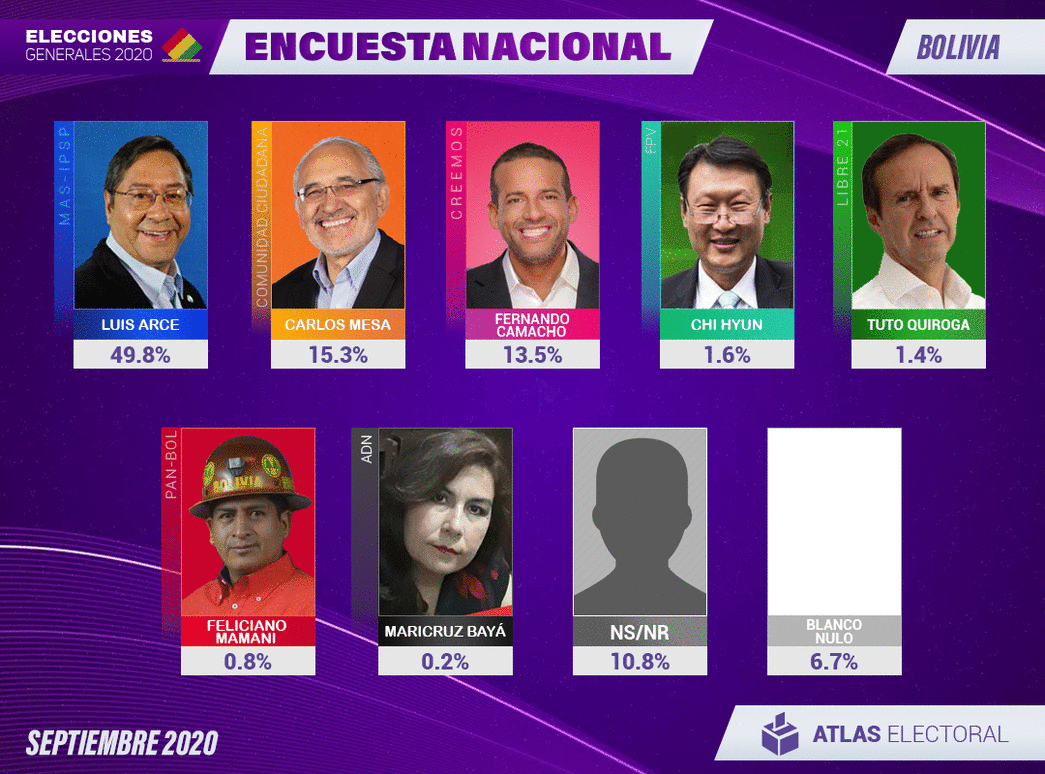 ELECCIONES
GENERALES 2020
ENCUESTA NACIONAL
BOLIVIA
MAS-IPSP
LUIS ARCE
49.8%
COMUNIDAD CIUDADANA
CARLOS MESA
15.3%
CREEMOS
FERNANDO
CAMACHO
13.5%
FPV
CHI HYUN
1.6%
LIBRE 21
TUTO QUIROGA
1.4%
PAN-BOL
BOLIVIA
FELICIANO
MAMANI
0.8%
ADN
MARICRUZ BAYÁ
0.2%
NS/NR
10.8%
BLANCO
NULO
6.7%
SEPTIEMBRE 2020
ATLAS ELECTORAL